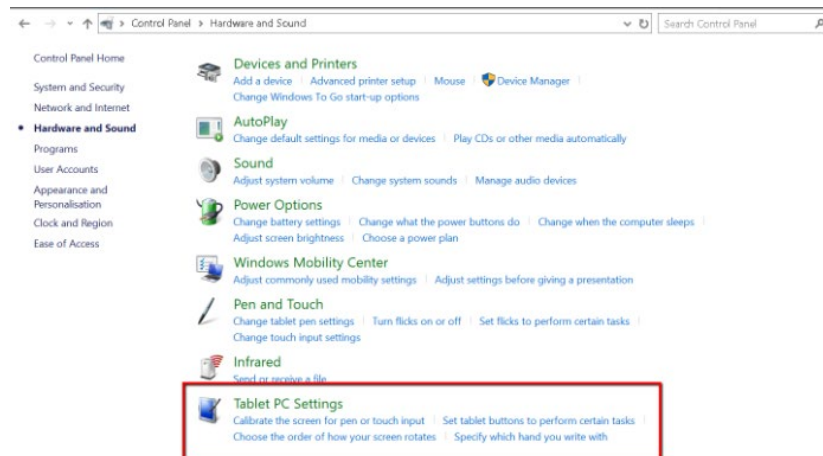 Control Panel > Hardware and Sound
Search Control Panel
Control Panel Home
System and Security
Network and Internet
Hardware and Sound
Programs
User Accounts
Appearance and
Personalisation
Clock and Region
Ease of Access
Devices and Printers
Add a device Advanced printer setup Mouse Device Manager
Change Windows To Go start-up options
AutoPlay
Change default settings for media or devices Play CDs or other media automatically
Sound
Adjust system volume Change system sounds Manage audio devices
Power Options
Change battery settings Change what the power buttons do Change when the computer sleeps
Adjust screen brightness Choose a power plan
Windows Mobility Center
Adjust commonly used mobility settings Adjust settings before giving a presentation
Pen and Touch
Change tablet pen settings Turn flicks on or off Set flicks to perform certain tasks
Change touch input settings
Infrared
Send or receive a file
Tablet PC Settings
Calibrate the screen for pen or touch input Set tablet buttons to perform certain tasks
Choose the order of how your screen rotates Specify which hand you write with